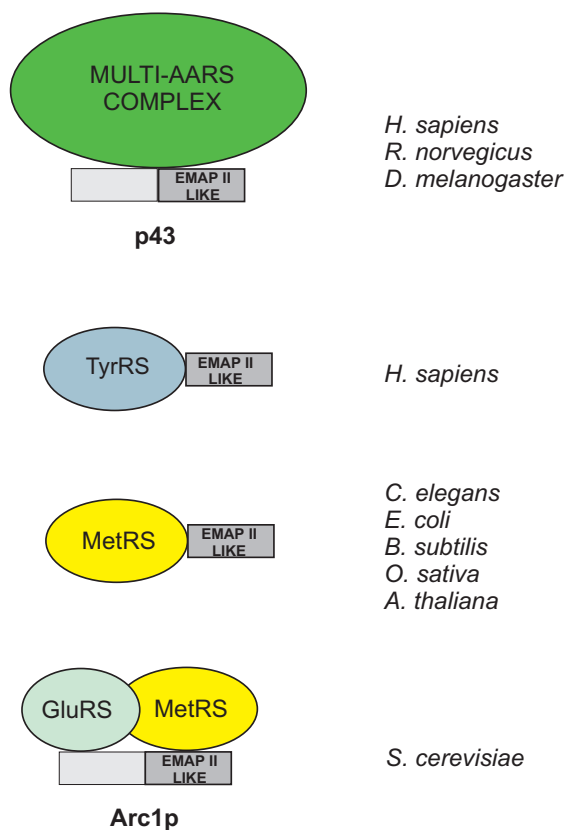 MULTI-AARS
COMPLEX
EMAP II
LIKE
p43
H. sapiens
R. norvegicus
D. melanogaster
TyrRS
EMAP II
LIKE
H. sapiens
MetRS
EMAP II
LIKE
C. elegans
E. coli
B. subtilis
O. sativa
A. thaliana
GluRS
MetRS
EMAP II
LIKE
Arc1p
S. cerevisiae